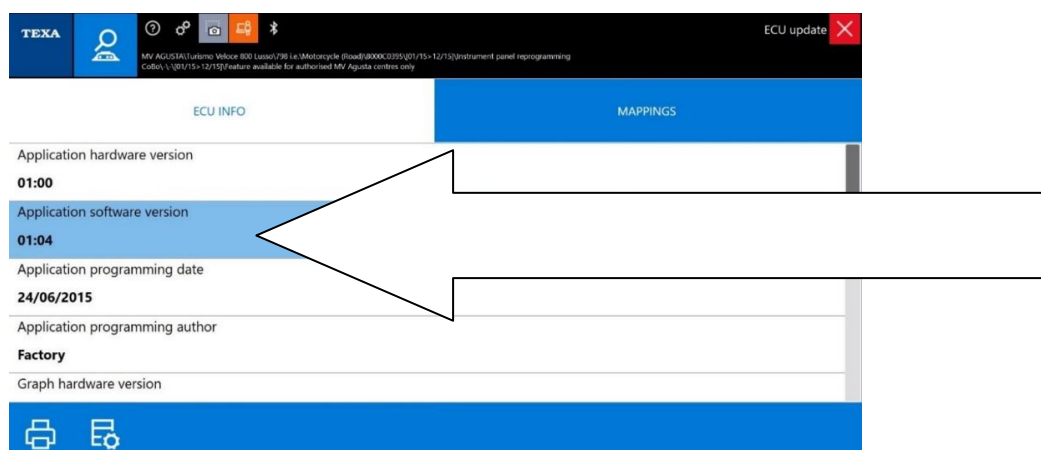 TEXA
ECU update
MV AGUSTA\Turismo Veloce 800 Lusso\798 i.e.\Motorcycle (Road)\8000C0395\[01/15>12/15]\Instrument panel reprogramming
CoBo\-\-\[01/15>12/15]\Feature available for authorised MV Agusta centres only
ECU INFO
MAPPINGS
Application hardware version
01:00
Application software version
01:04
Application programming date
24/06/2015
Application programming author
Factory
Graph hardware version